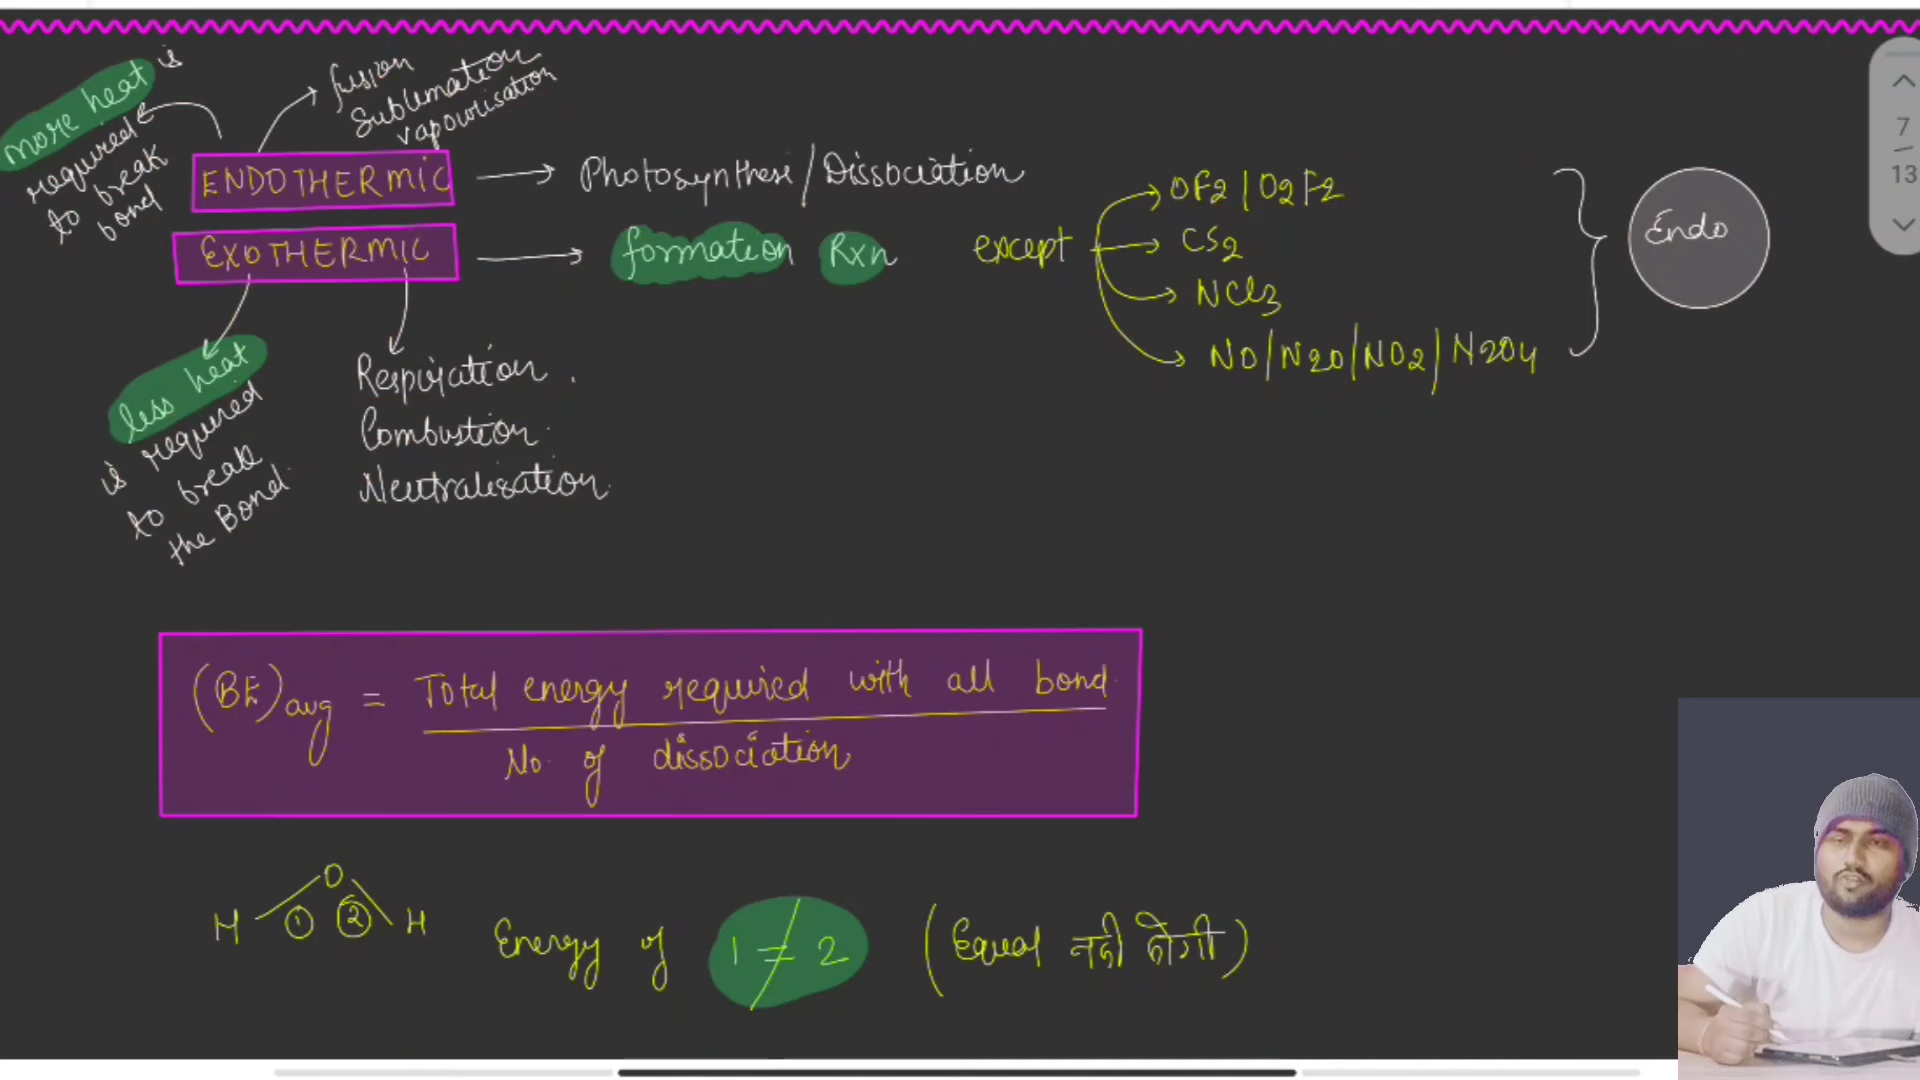 more heat is
required
to break
bond
fusion
Sublimation
vapourisation
ENDOTHERMIC
Photosynthesi/Dissociation
EXOTHERMIC
formation Rxn
except
OF2 | O2F2
CS2
NCl3
NO/N2O/NO2/N2O4
Endo
less heat
is required
to break
the Bond.
Respiration.
Combustion.
Neutralisation.
(BE)avg = Total energy required with all bond
No. of dissociation
H O H
① ②
Energy of 1 ≠ 2 (Equal नही होगी)
7
13